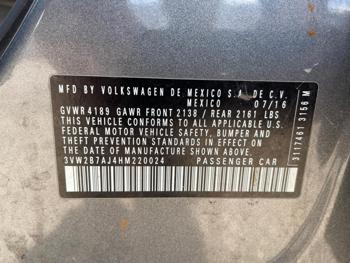 MFD. BY VOLKSWAGEN DE MEXICO S.A. DE C.V.
MEXICO 07/16
GVWR 4189 GAWR FRONT 2138 / REAR 2161 LBS
THIS VEHICLE CONFORMS TO ALL APPLICABLE
FEDERAL MOTOR VEHICLE SAFETY, BUMPER AND
THEFT PREVENTION STANDARDS IN EFFECT ON
THE DATE OF MANUFACTURE SHOWN ABOVE.
3VW2B7AJ4HM220024 PASSENGER CAR
3117461 3156 M